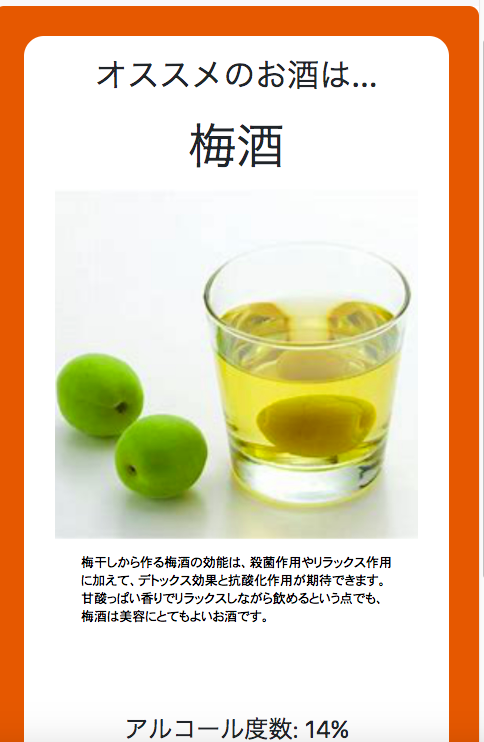 オススメのお酒は...
梅酒
梅干しから作る梅酒の効能は、殺菌作用やリラックス作用
に加えて、デトックス効果と抗酸化作用が期待できます。
甘酸っぱい香りでリラックスしながら飲めるという点でも、
梅酒は美容にとてもよいお酒です。
アルコール度数: 14%